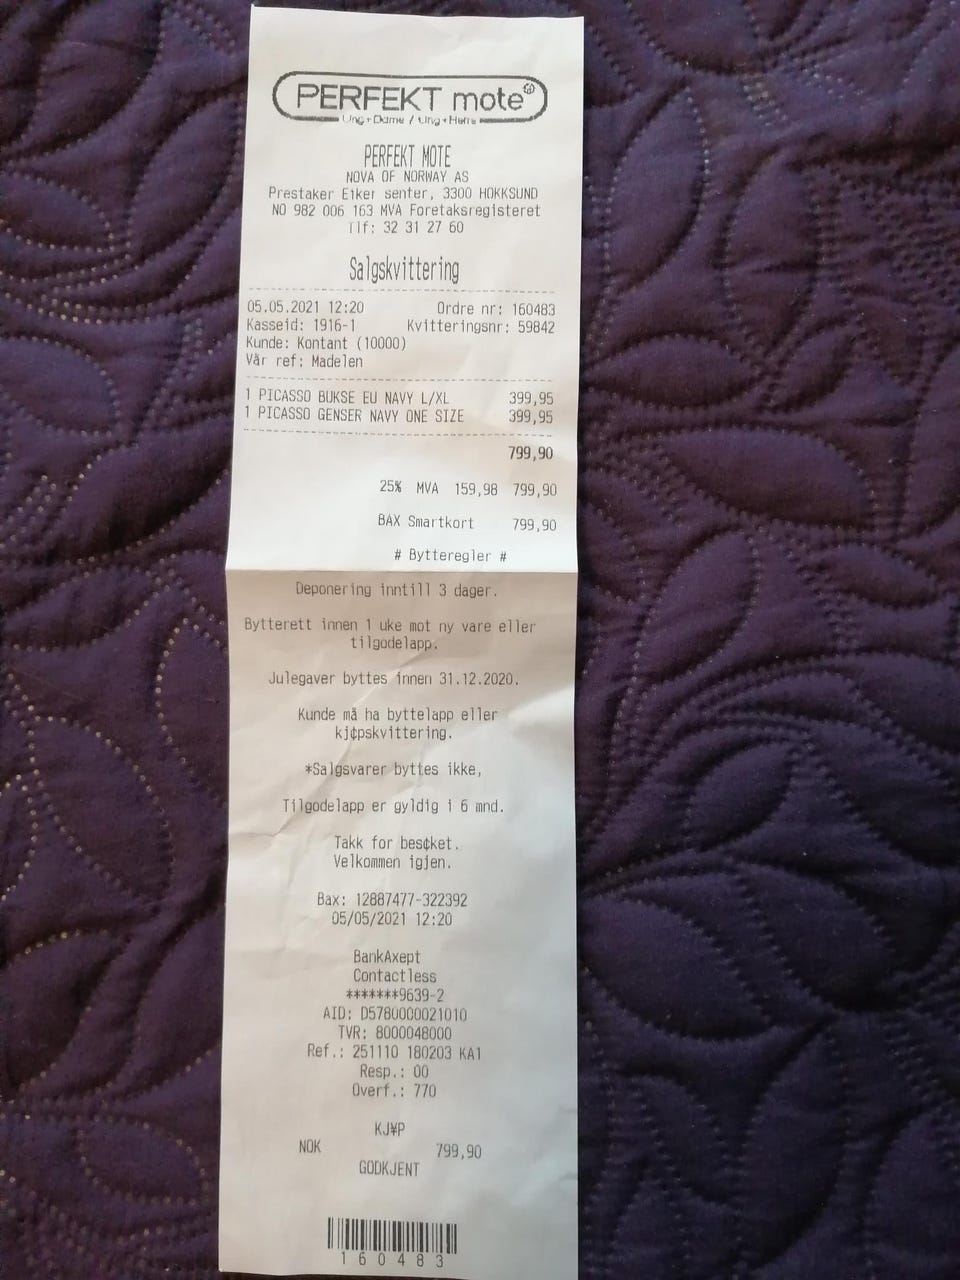 PERFEKT mote®
Ung+Dame / Ung+Herre
PERFEKT MOTE
NOVA OF NORWAY AS
Prestaker Eiker senter, 3300 HOKKSUND
NO 982 006 163 MVA Foretaksregisteret
Tlf: 32 31 27 60
Salgskvittering
05.05.2021 12:20 Ordre nr: 160483
Kasseid: 1916-1 Kvitteringsnr: 59842
Kunde: Kontant (10000)
Vår ref: Madelen
1 PICASSO BUKSE EU NAVY L/XL 399,95
1 PICASSO GENSER NAVY ONE SIZE 399,95
799,90
25% MVA 159,98 799,90
BAX Smartkort 799,90
# Bytteregler #
Deponering inntill 3 dager.
Bytterett innen 1 uke mot ny vare eller
tilgodelapp.
Julegaver byttes innen 31.12.2020.
Kunde må ha byttelapp eller
kj¢pskvittering.
*Salgsvarer byttes ikke,
Tilgodelapp er gyldig i 6 mnd.
Takk for bes¢ket.
Velkommen igjen.
Bax: 12887477-322392
05/05/2021 12:20
BankAxept
Contactless
*******9639-2
AID: D5780000021010
TVR: 8000048000
Ref.: 251110 180203 KA1
Resp.: 00
Overf.: 770
KJ¥P
NOK 799,90
GODKJENT
160483